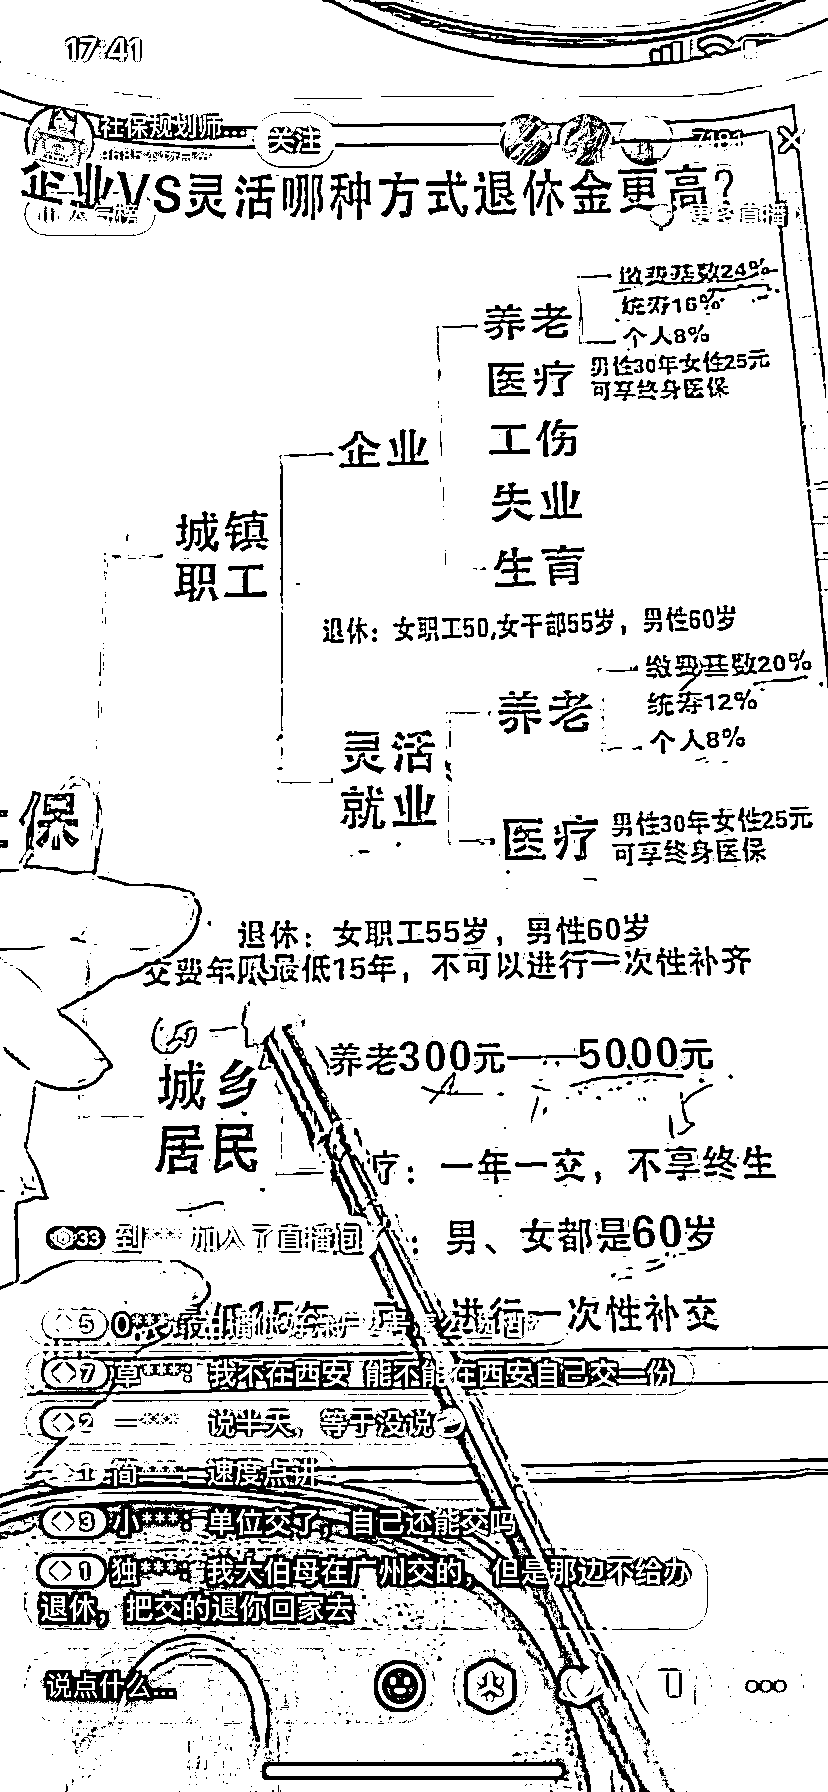 17:41
社保规划师...
关注
7181
企业VS灵活哪种方式退休金更高?
更多直播
缴费基数24%
养老
统筹16%
个人8%
医疗
男性30年女性25元
可享终身医保
企业
工伤
失业
城镇
职工
生育
退休：女职工50,女干部55岁，男性60岁
缴费基数20%
养老
统筹12%
个人8%
灵活
就业
保
医疗
男性30年女性25元
可享终身医保
退休：女职工55岁，男性60岁
交费年限最低15年，不可以进行一次性补齐
养老300元——5000元
城乡
居民
疗：一年一交，不享终生
33 到*** 加入了直播间
：男、女都是60岁
最低15年
进行一次性补交
5
7 草***：我不在西安 能不能在西安自己交一份
2 一*** 说半天，等于没说
1 简***：速度点讲
3 小***：单位交了，自己还能交吗
1 独***：我大伯母在广州交的，但是那边不给办
退休，把交的退你回家去
说点什么...